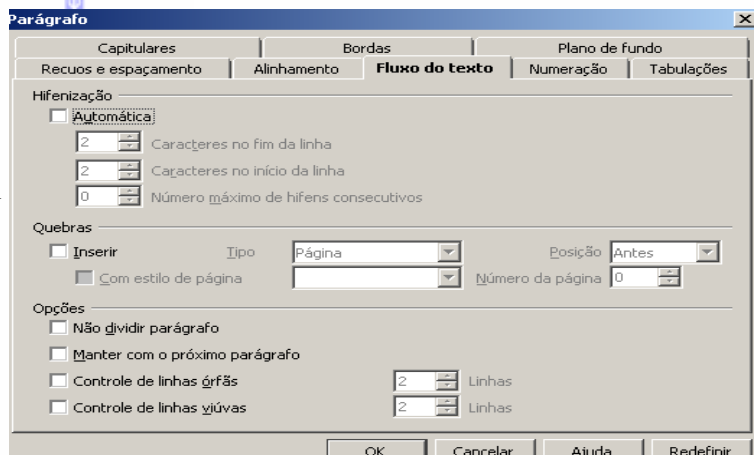 Parágrafo
Capitulares Bordas Plano de fundo
Recuos e espaçamento Alinhamento Fluxo do texto Numeração Tabulações
Hifenização
Automática
2 Caracteres no fim da linha
2 Caracteres no início da linha
0 Número máximo de hifens consecutivos
Quebras
Inserir Tipo Página Posição Antes
Com estilo de página Número da página 0
Opções
Não dividir parágrafo
Manter com o próximo parágrafo
Controle de linhas órfãs 2 Linhas
Controle de linhas viúvas 2 Linhas
OK Cancelar Ajuda Redefinir